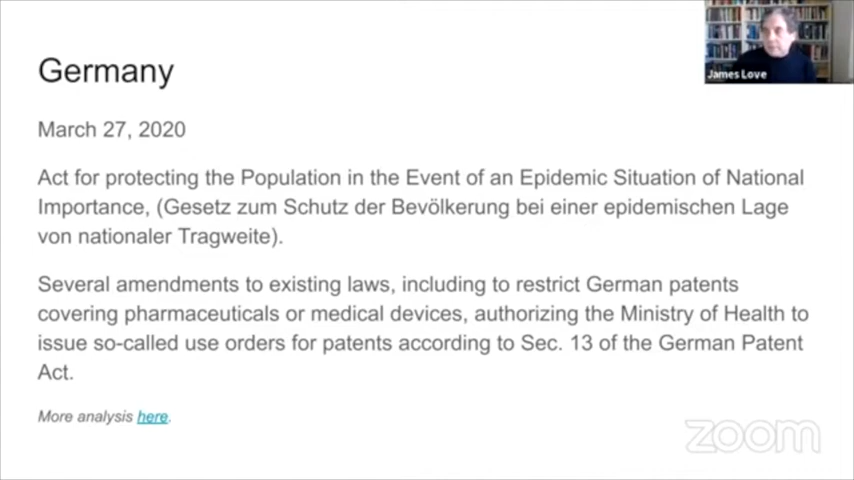 Germany
James Love
March 27, 2020
Act for protecting the Population in the Event of an Epidemic Situation of National
Importance, (Gesetz zum Schutz der Bevölkerung bei einer epidemischen Lage
von nationaler Tragweite).
Several amendments to existing laws, including to restrict German patents
covering pharmaceuticals or medical devices, authorizing the Ministry of Health to
issue so-called use orders for patents according to Sec. 13 of the German Patent
Act.
More analysis here.
zoom